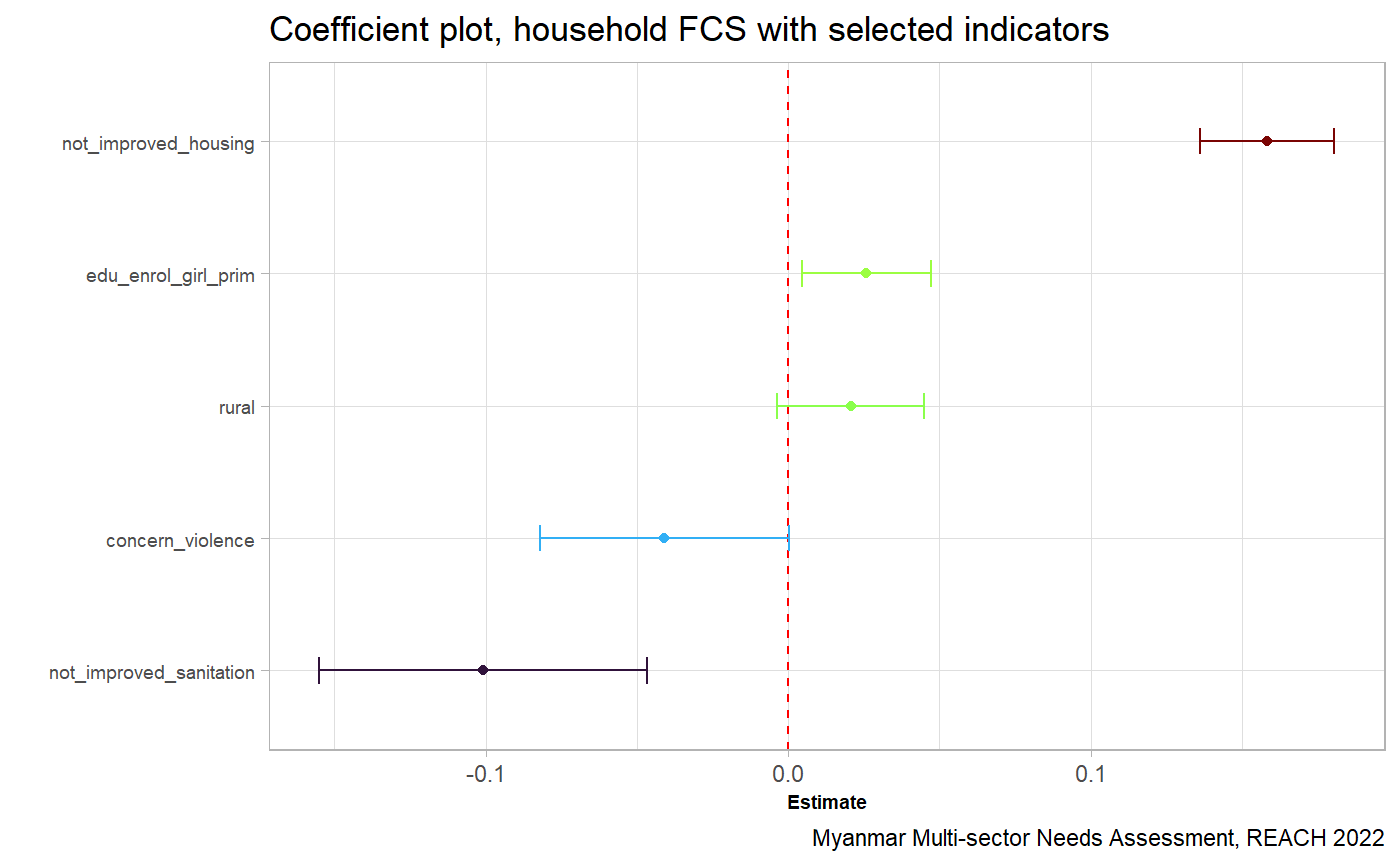 Coefficient plot, household FCS with selected indicators
not_improved_housing
edu_enrol_girl_prim
rural
concern_violence
not_improved_sanitation
-0.1 0.0 0.1
Estimate
Myanmar Multi-sector Needs Assessment, REACH 2022